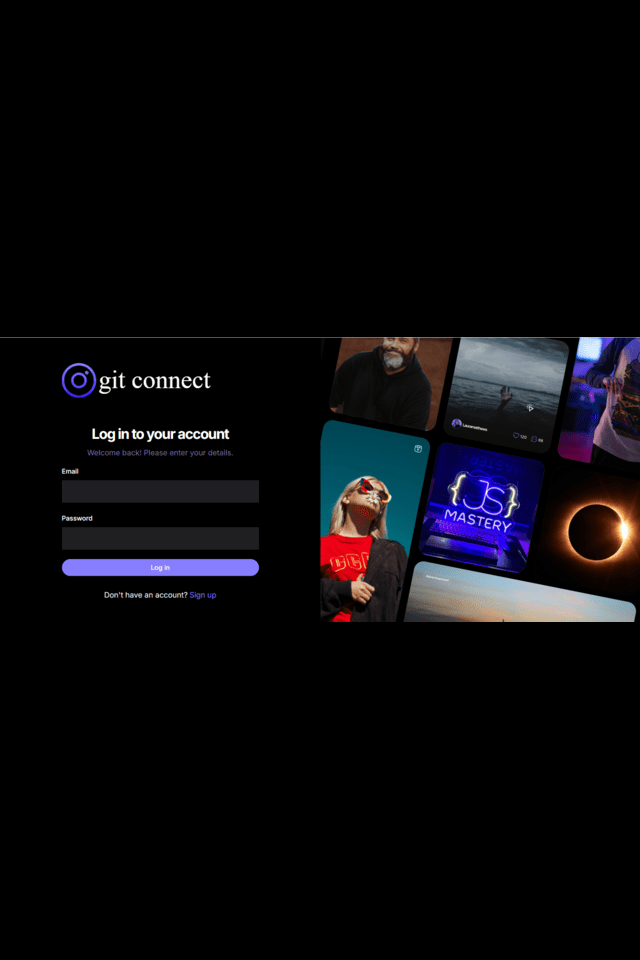 git connect
Log in to your account
Welcome back! Please enter your details.
Email
Password
Log in
Don't have an account? Sign up
{JS}
MASTERY